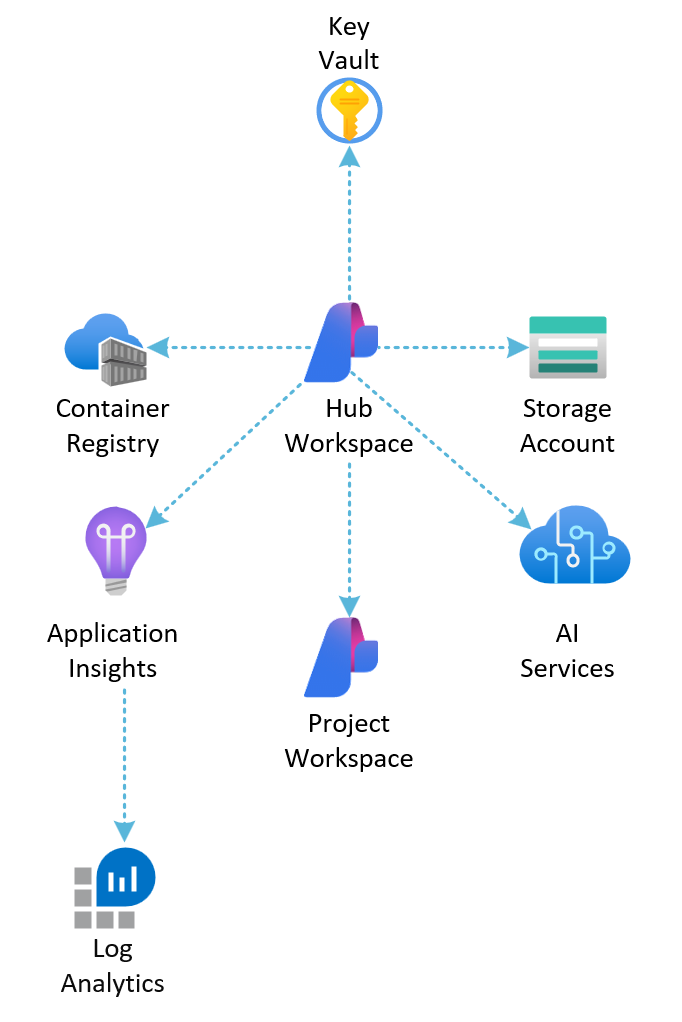 Key
Vault
Container
Registry
Hub
Workspace
Storage
Account
Application
Insights
Project
Workspace
AI
Services
Log
Analytics